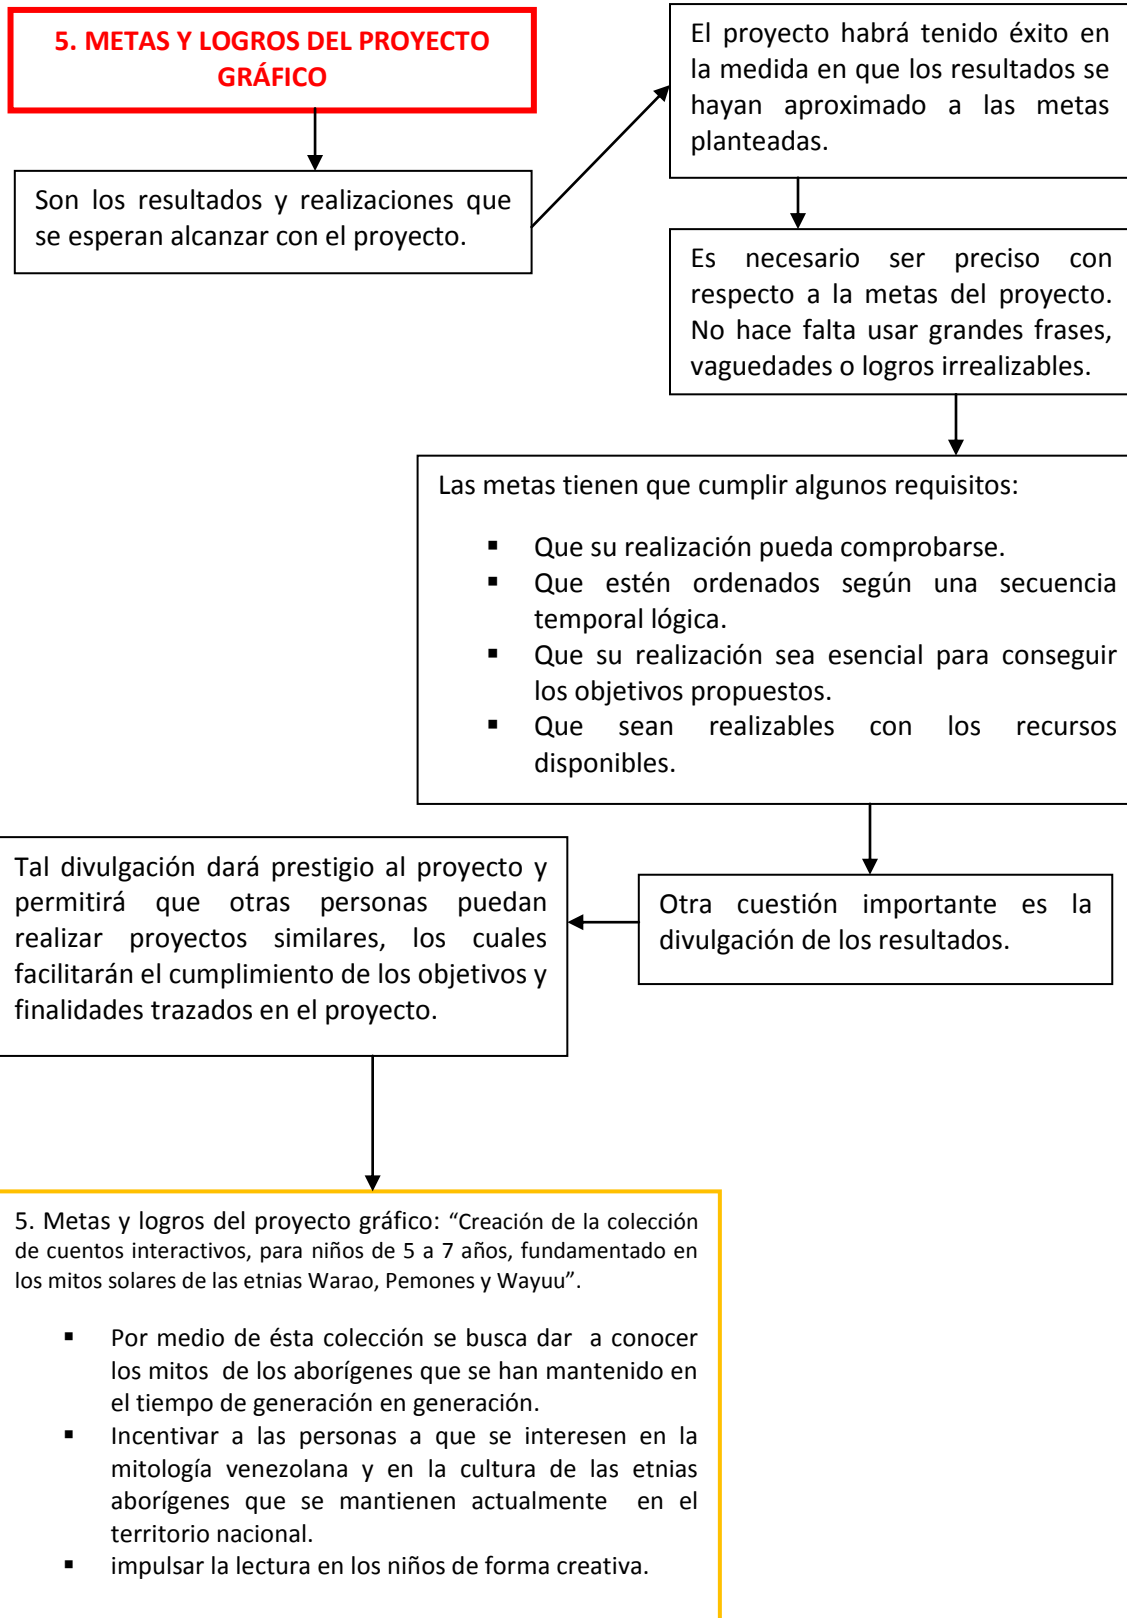 5. METAS Y LOGROS DEL PROYECTO
GRÁFICO
Son los resultados y realizaciones que
se esperan alcanzar con el proyecto.
El proyecto habrá tenido éxito en
la medida en que los resultados se
hayan aproximado a las metas
planteadas.
Es necesario ser preciso con
respecto a la metas del proyecto.
No hace falta usar grandes frases,
vaguedades o logros irrealizables.
Las metas tienen que cumplir algunos requisitos:
▪ Que su realización pueda comprobarse.
▪ Que estén ordenados según una secuencia
temporal lógica.
▪ Que su realización sea esencial para conseguir
los objetivos propuestos.
▪ Que sean realizables con los recursos
disponibles.
Otra cuestión importante es la
divulgación de los resultados.
Tal divulgación dará prestigio al proyecto y
permitirá que otras personas puedan
realizar proyectos similares, los cuales
facilitarán el cumplimiento de los objetivos y
finalidades trazados en el proyecto.
5. Metas y logros del proyecto gráfico: “Creación de la colección
de cuentos interactivos, para niños de 5 a 7 años, fundamentado en
los mitos solares de las etnias Warao, Pemones y Wayuu”.
▪ Por medio de ésta colección se busca dar a conocer
los mitos de los aborígenes que se han mantenido en
el tiempo de generación en generación.
▪ Incentivar a las personas a que se interesen en la
mitología venezolana y en la cultura de las etnias
aborígenes que se mantienen actualmente en el
territorio nacional.
▪ impulsar la lectura en los niños de forma creativa.